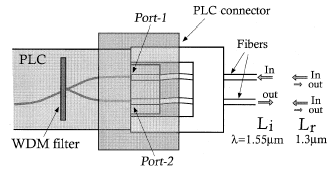 PLC connector
Port-1
Fibers
PLC
In In
out out
WDM filter
Port-2
Li Lr
λ=1.55μm 1.3μm
In
out